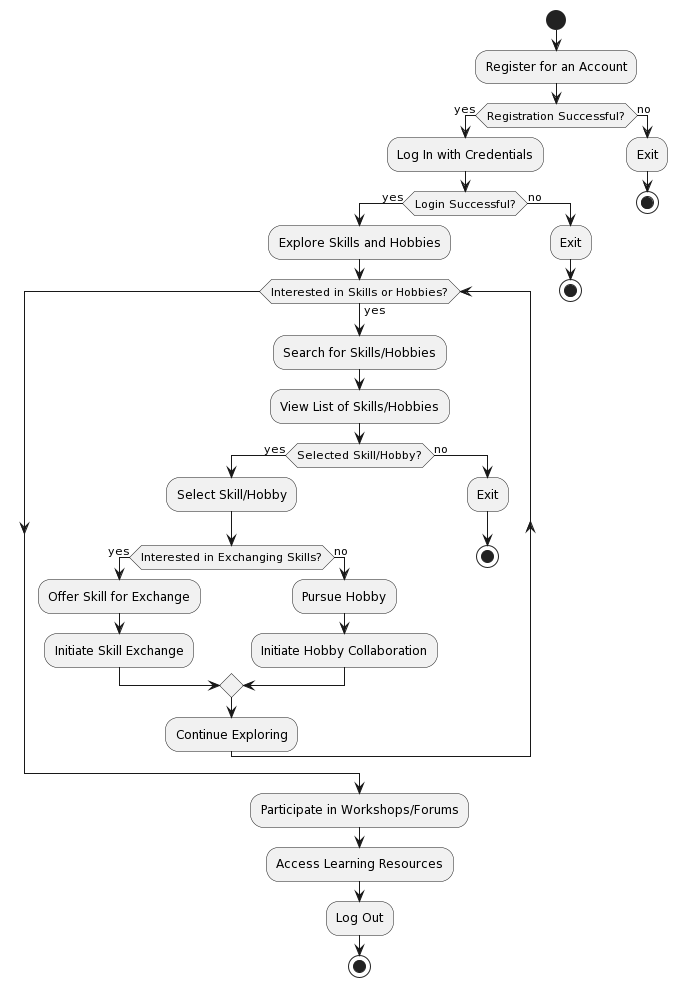 Register for an Account
yes
Registration Successful?
no
Log In with Credentials
Exit
yes
Login Successful?
no
Explore Skills and Hobbies
Exit
Interested in Skills or Hobbies?
yes
Search for Skills/Hobbies
View List of Skills/Hobbies
yes
Selected Skill/Hobby?
no
Select Skill/Hobby
Exit
yes
Interested in Exchanging Skills?
no
Offer Skill for Exchange
Pursue Hobby
Initiate Skill Exchange
Initiate Hobby Collaboration
Continue Exploring
Participate in Workshops/Forums
Access Learning Resources
Log Out